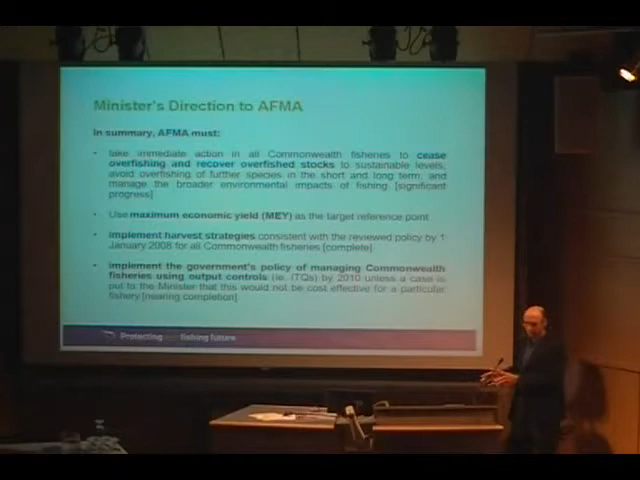 Minister's Direction to AFMA
In summary, AFMA must:
• take immediate action in all Commonwealth fisheries to cease
overfishing and recover overfished stocks to sustainable levels,
avoid overfishing of further species in the short and long term, and
manage the broader environmental impacts of fishing [significant
progress]
• Use maximum economic yield (MEY) as the target reference point
• implement harvest strategies consistent with the reviewed policy by 1
January 2008 for all Commonwealth fisheries [complete].
• implement the government's policy of managing Commonwealth
fisheries using output controls (ie. ITQs) by 2010 unless a case is
put to the Minister that this would not be cost effective for a particular
fishery [nearing completion]
Protecting fishing future